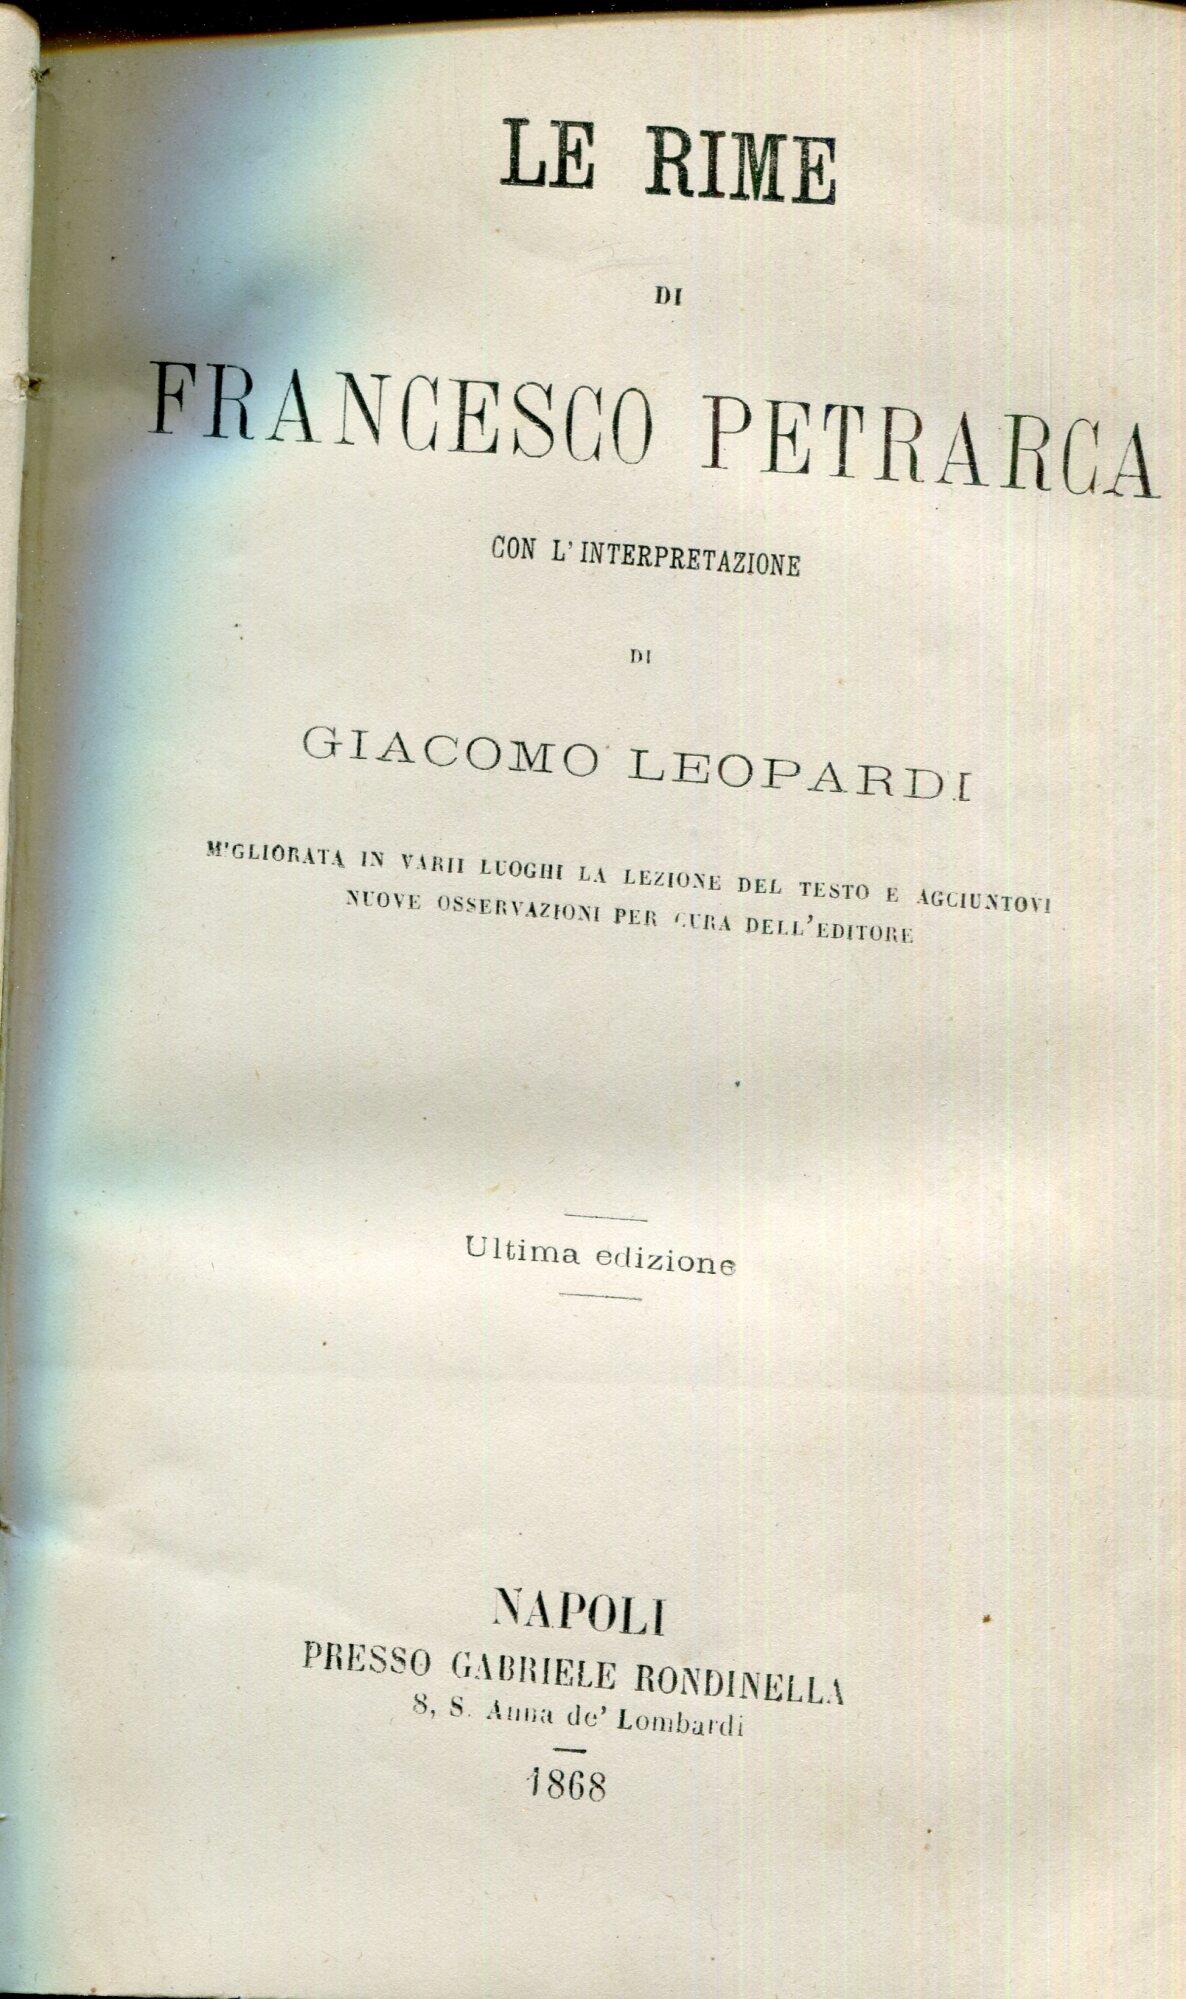 LE RIME
DI
FRANCESCO PETRARCA
CON L'INTERPRETAZIONE
DI
GIACOMO LEOPARDI
M'GLIORATA IN VARII LUOGHI LA LEZIONE DEL TESTO E AGGIUNTOVI
NUOVE OSSERVAZIONI PER CURA DELL'EDITORE
Ultima edizione
NAPOLI
PRESSO GABRIELE RONDINELLA
8, S. Anna de' Lombardi
1868